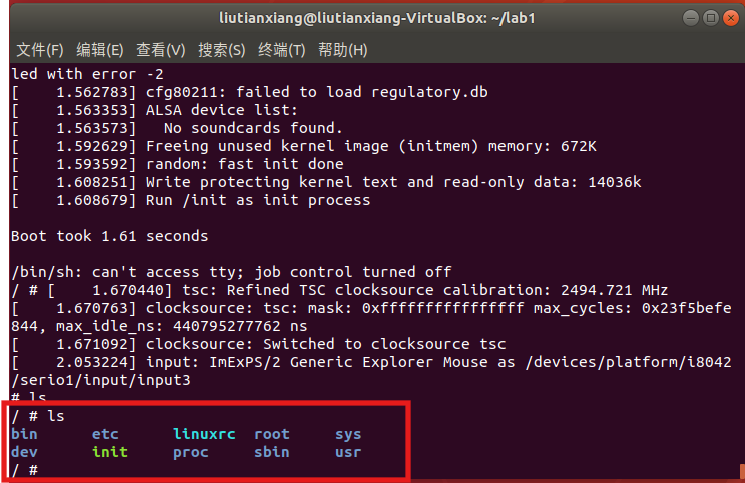 liutianxiang@liutianxiang-VirtualBox: ~/lab1
文件(F) 编辑(E) 查看(V) 搜索(S) 终端(T) 帮助(H)
led with error -2
[    1.562783] cfg80211: failed to load regulatory.db
[    1.563353] ALSA device list:
[    1.563573]   No soundcards found.
[    1.592629] Freeing unused kernel image (initmem) memory: 672K
[    1.593592] random: fast init done
[    1.608251] Write protecting kernel text and read-only data: 14036k
[    1.608679] Run /init as init process
Boot took 1.61 seconds
/bin/sh: can't access tty; job control turned off
/ # [    1.670440] tsc: Refined TSC clocksource calibration: 2494.721 MHz
[    1.670763] clocksource: tsc: mask: 0xffffffffffffffff max_cycles: 0x23f5befe
844, max_idle_ns: 440795277762 ns
[    1.671092] clocksource: Switched to clocksource tsc
[    2.053224] input: ImExPS/2 Generic Explorer Mouse as /devices/platform/i8042
/serio1/input/input3
# ls
/ # ls
bin      etc      linuxrc  root     sys
dev      init     proc     sbin     usr
/ #